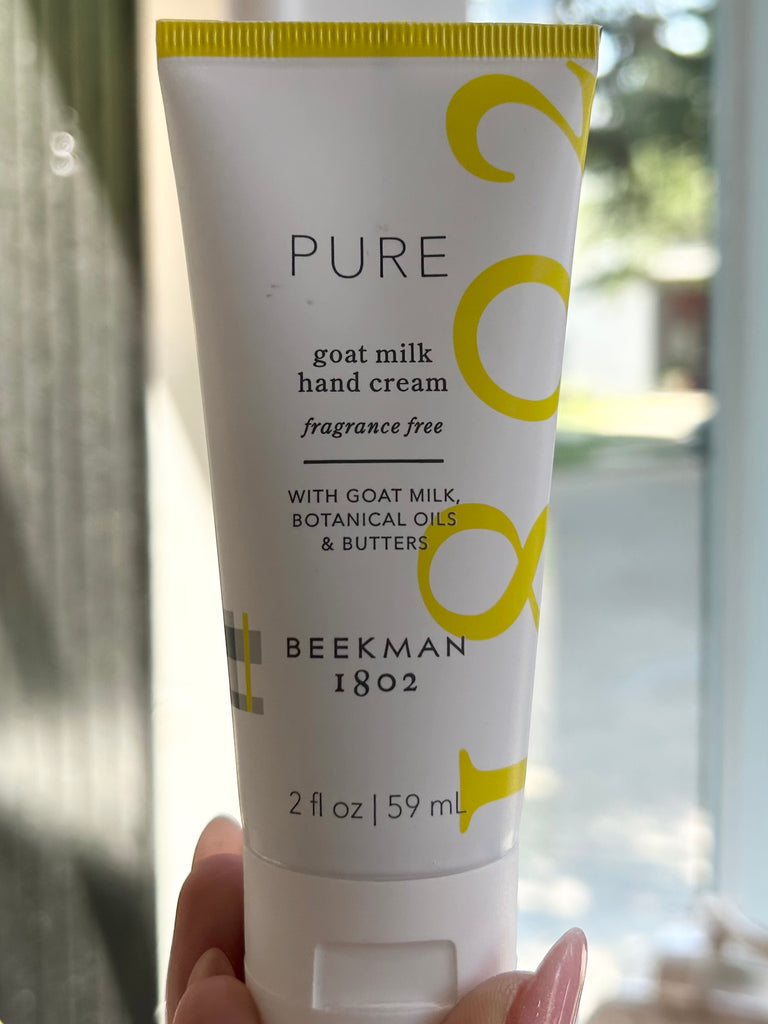 PURE
goat milk
hand cream
fragrance free
WITH GOAT MILK,
BOTANICAL OILS
& BUTTERS
BEEKMAN
1802
2 fl oz | 59 mL
1802